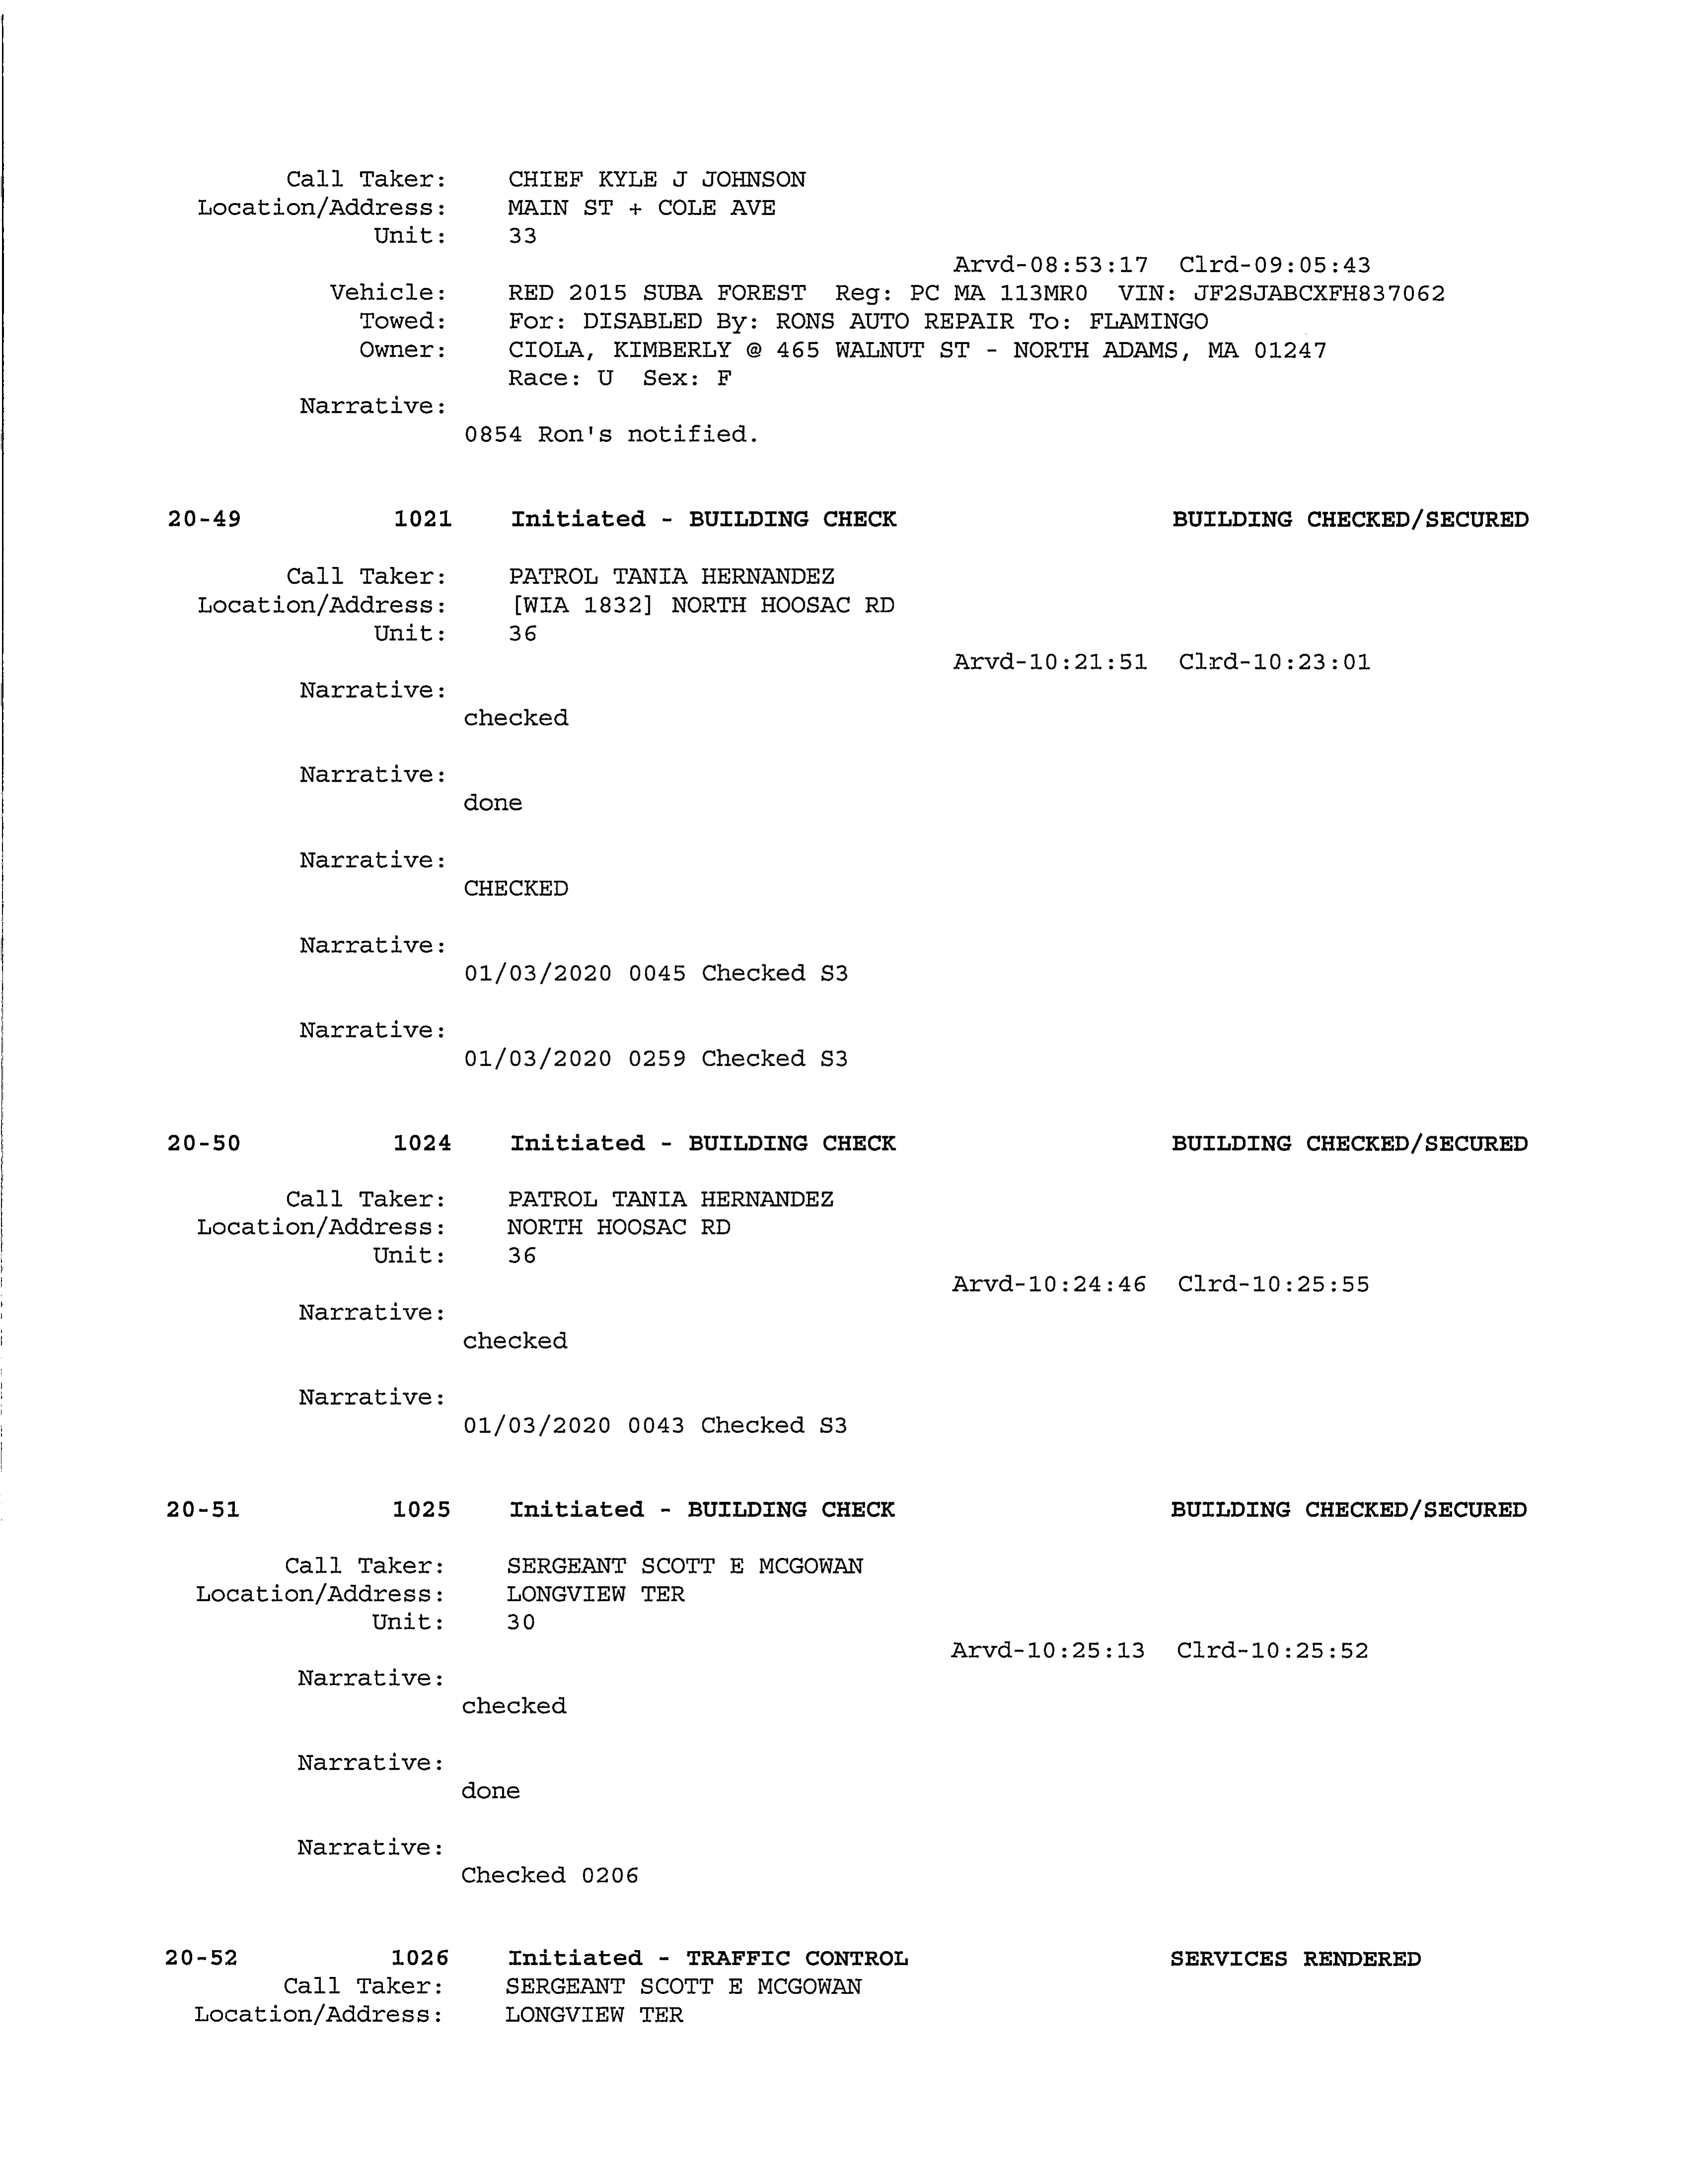 Call Taker: CHIEF KYLE J JOHNSON
Location/Address: MAIN ST + COLE AVE
Unit: 33
Arvd-08:53:17 Clrd-09:05:43
Vehicle: RED 2015 SUBA FOREST Reg: PC MA 113MR0 VIN: JF2SJABCXFH837062
Towed: For: DISABLED By: RONS AUTO REPAIR To: FLAMINGO
Owner: CIOLA, KIMBERLY @ 465 WALNUT ST - NORTH ADAMS, MA 01247
Race: U Sex: F
Narrative:
0854 Ron's notified.
20-49 1021 Initiated - BUILDING CHECK BUILDING CHECKED/SECURED
Call Taker: PATROL TANIA HERNANDEZ
Location/Address: [WIA 1832] NORTH HOOSAC RD
Unit: 36
Arvd-10:21:51 Clrd-10:23:01
Narrative:
checked
Narrative:
done
Narrative:
CHECKED
Narrative:
01/03/2020 0045 Checked S3
Narrative:
01/03/2020 0259 Checked S3
20-50 1024 Initiated - BUILDING CHECK BUILDING CHECKED/SECURED
Call Taker: PATROL TANIA HERNANDEZ
Location/Address: NORTH HOOSAC RD
Unit: 36
Arvd-10:24:46 Clrd-10:25:55
Narrative:
checked
Narrative:
01/03/2020 0043 Checked S3
20-51 1025 Initiated - BUILDING CHECK BUILDING CHECKED/SECURED
Call Taker: SERGEANT SCOTT E MCGOWAN
Location/Address: LONGVIEW TER
Unit: 30
Arvd-10:25:13 Clrd-10:25:52
Narrative:
checked
Narrative:
done
Narrative:
Checked 0206
20-52 1026 Initiated - TRAFFIC CONTROL SERVICES RENDERED
Call Taker: SERGEANT SCOTT E MCGOWAN
Location/Address: LONGVIEW TER